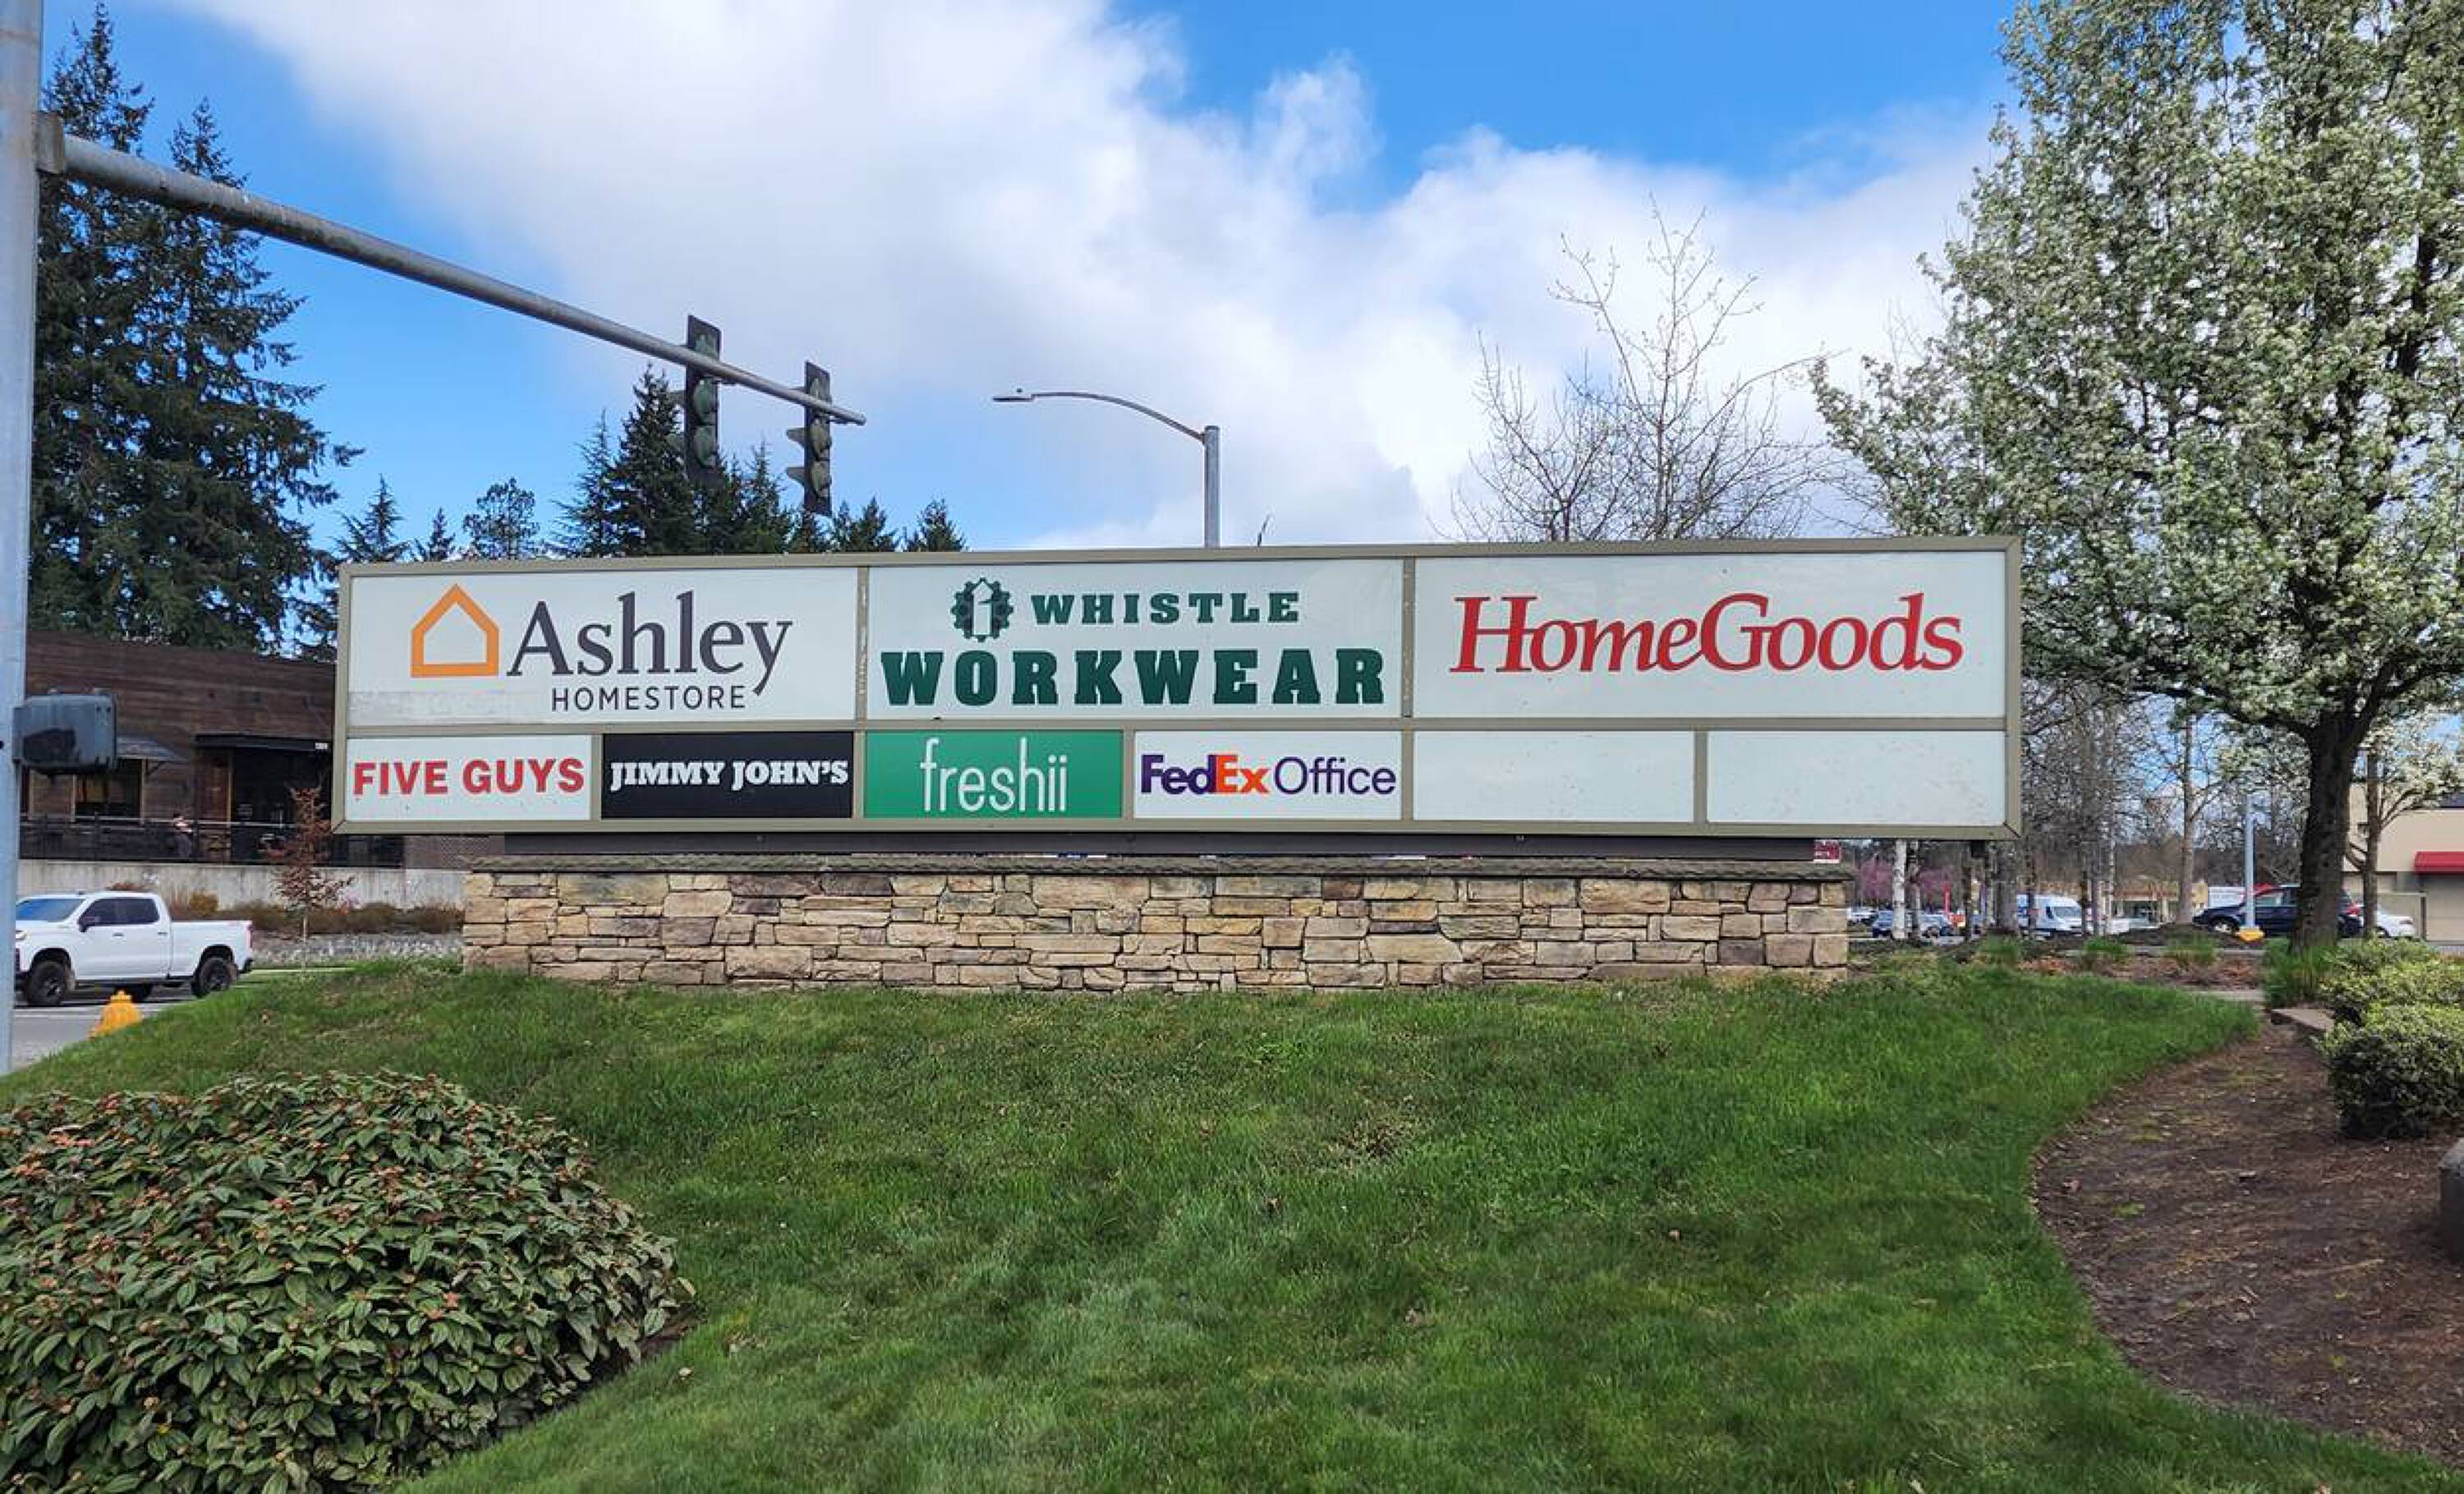 Ashley
HOMESTORE
WHISTLE
WORKWEAR
HomeGoods
FIVE GUYS
JIMMY JOHN'S
freshii
FedEx Office